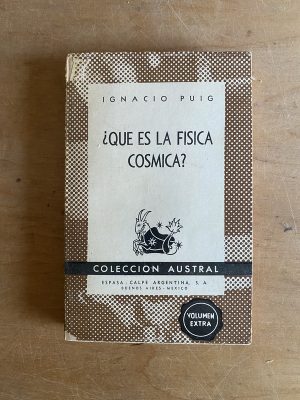 IGNACIO PUIG
¿QUE ES LA FISICA
COSMICA?
COLECCION AUSTRAL
ESPASA-CALPE ARGENTINA, S. A.
BUENOS AIRES-MEXICO
VOLUMEN
EXTRA